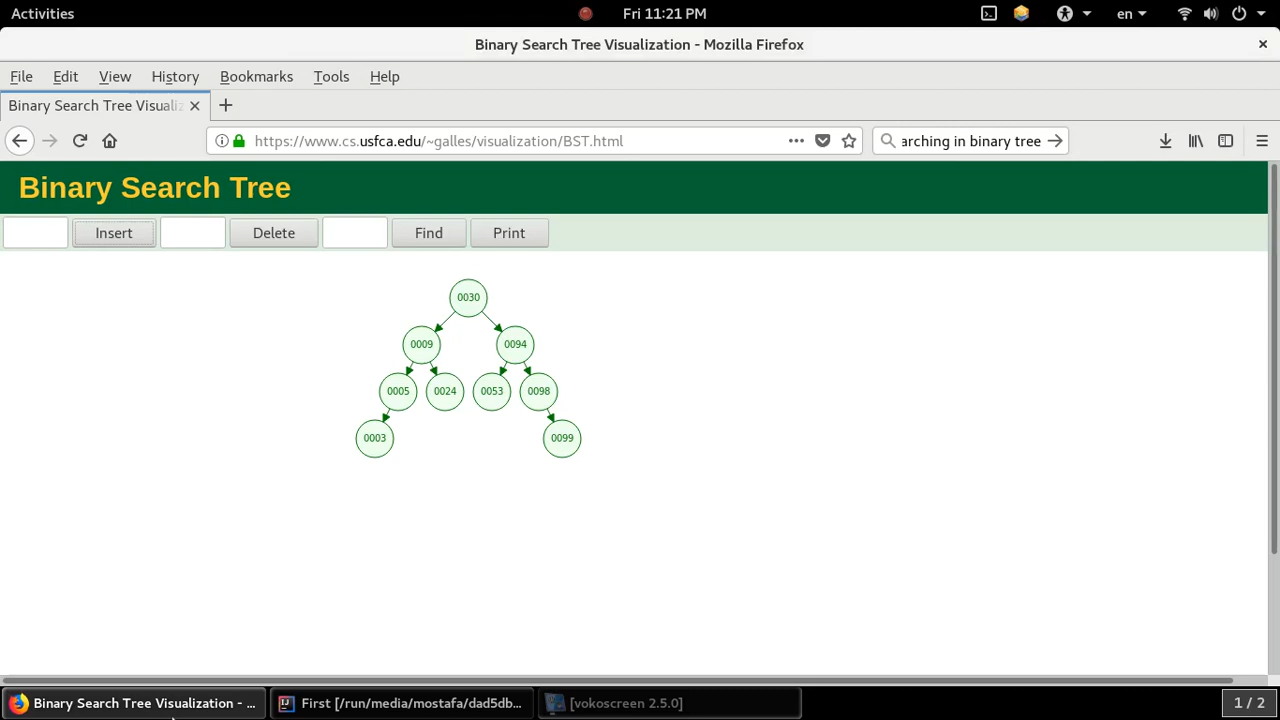 Activities
Fri 11:21 PM
en
Binary Search Tree Visualization - Mozilla Firefox
File Edit View History Bookmarks Tools Help
Binary Search Tree Visualiz
https://www.cs.usfca.edu/~galles/visualization/BST.html
arching in binary tree
Binary Search Tree
Insert Delete Find Print
0030
0009 0094
0005 0024 0053 0098
0003 0099
Binary Search Tree Visualization - ...
First [/run/media/mostafa/dad5db...
[vokoscreen 2.5.0]
1 / 2